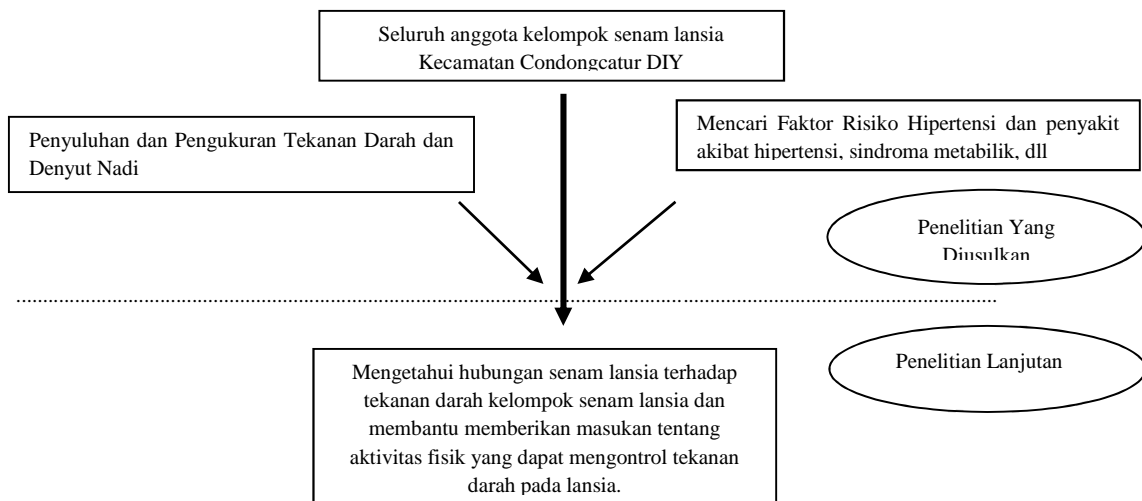 Seluruh anggota kelompok senam lansia
Kecamatan Condongcatur DIY
Penyuluhan dan Pengukuran Tekanan Darah dan
Denyut Nadi
Mencari Faktor Risiko Hipertensi dan penyakit
akibat hipertensi, sindroma metabilik, dll
Penelitian Yang
Diusulkan
Penelitian Lanjutan
Mengetahui hubungan senam lansia terhadap
tekanan darah kelompok senam lansia dan
membantu memberikan masukan tentang
aktivitas fisik yang dapat mengontrol tekanan
darah pada lansia.